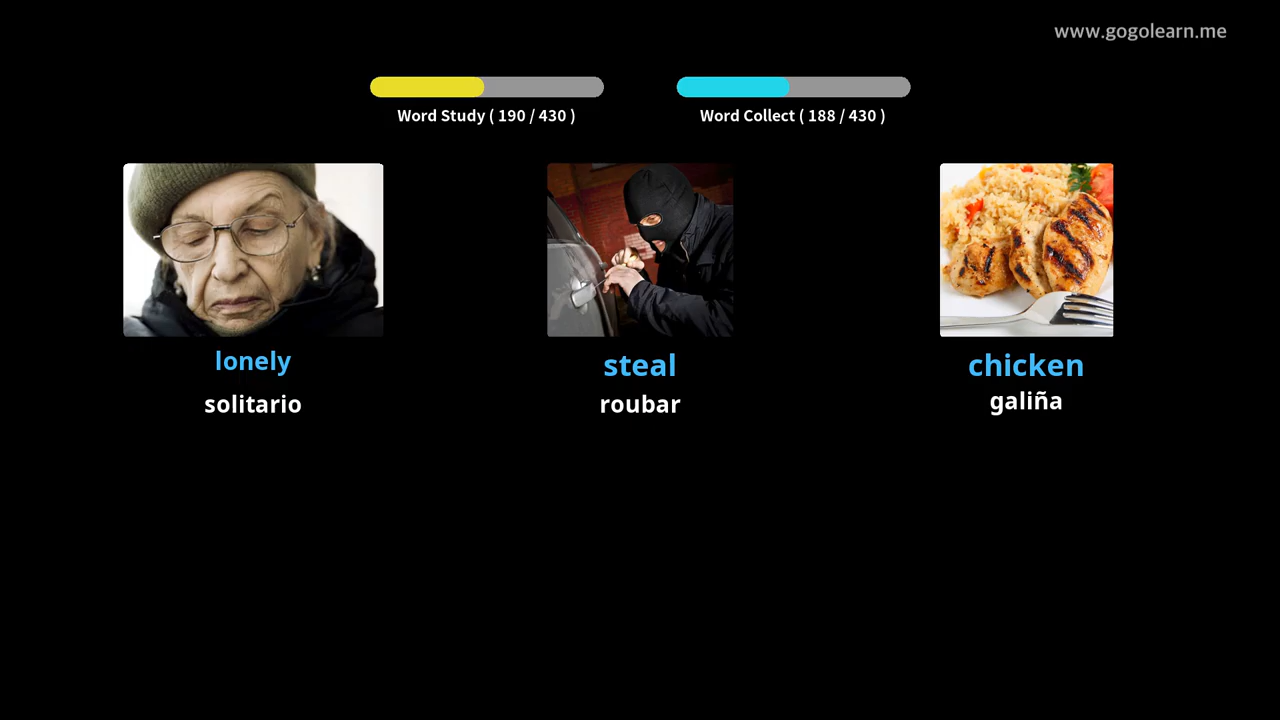 www.gogolearn.me
Word Study ( 190 / 430 )
Word Collect ( 188 / 430 )
lonely
solitario
steal
roubar
chicken
galiña